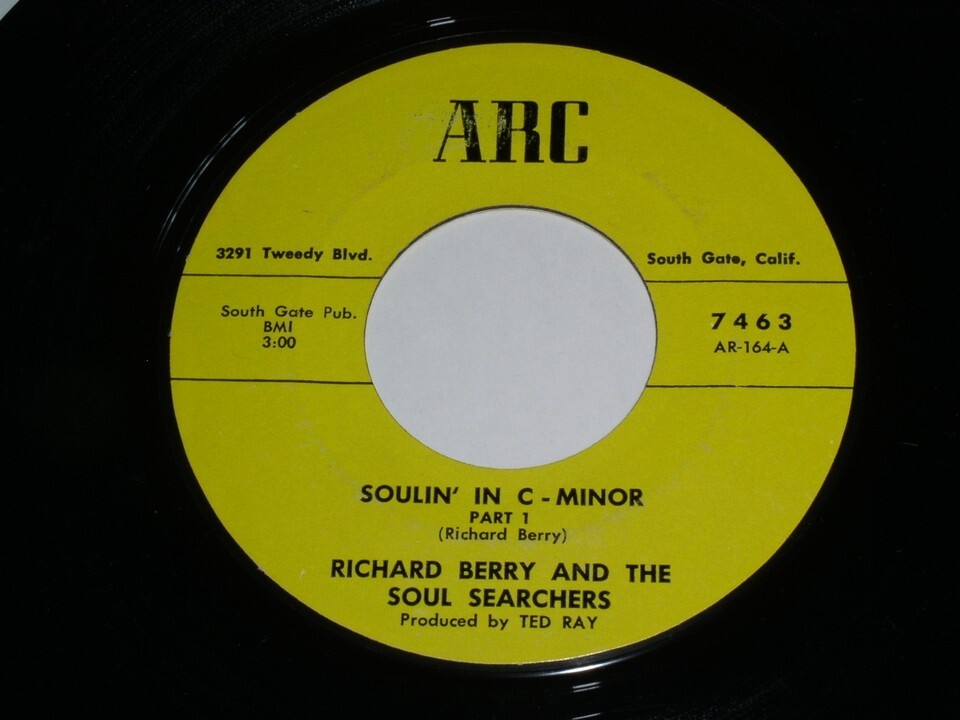 ARC
3291 Tweedy Blvd.
South Gate, Calif.
South Gate Pub.
BMI
3:00
7463
AR-164-A
SOULIN' IN C - MINOR
PART 1
(Richard Berry)
RICHARD BERRY AND THE
SOUL SEARCHERS
Produced by TED RAY